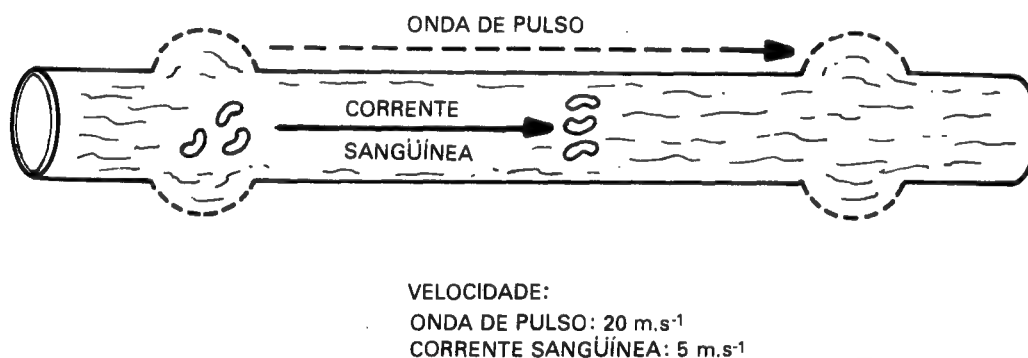 ONDA DE PULSO
CORRENTE
SANGÜÍNEA
VELOCIDADE:
ONDA DE PULSO: 20 m.s⁻¹
CORRENTE SANGÜÍNEA: 5 m.s⁻¹